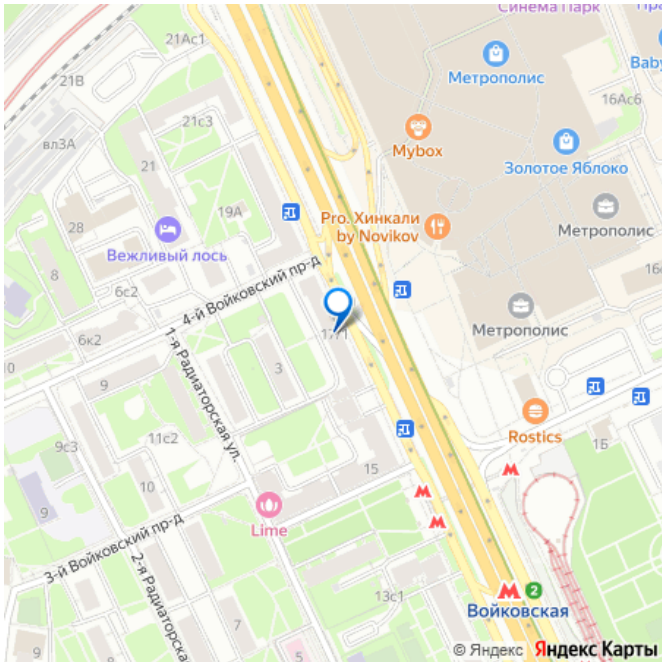 Синема Парк
21Ас1
Метрополис
Baby
21В
16Ас6
21с3
вл3А
Mybox
21
Золотое Яблоко
19А
Pro. Хинкали
by Novikov
Метрополис
28
Вежливый лось
8
6с2
4-й Войковский пр-д
17/1
Метрополис
6к2
1-я Радиаторская ул.
3
9
Rostics
11с2
1Б
9с3
15
10
9
Lime
3-й Войковский пр-д
2-я Радиаторская
13с1
2
Войковская
7
9
3
5
© Яндекс Яндекс Карты